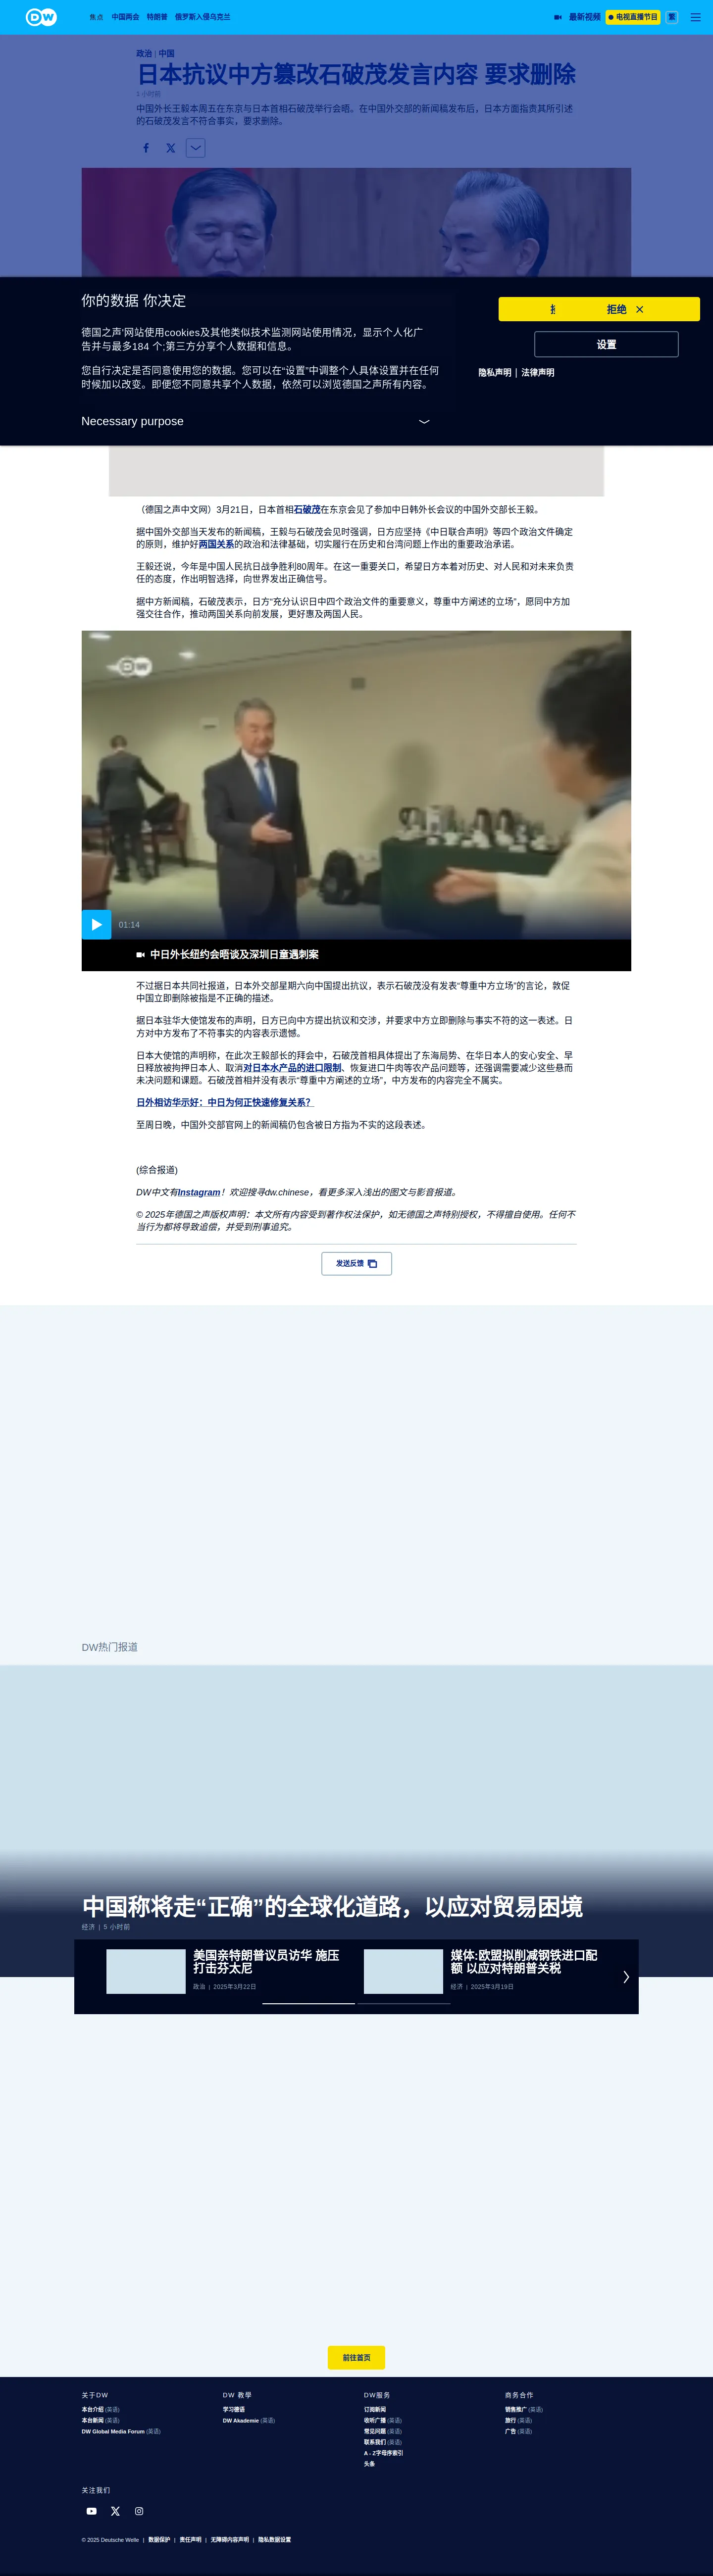 DW
焦点 中国两会 特朗普 俄罗斯入侵乌克兰
最新视频 电视直播节目 繁
政治 | 中国
日本抗议中方篡改石破茂发言内容 要求删除
3 小时前
中国外长王毅本周五在东京与日本首相石破茂举行会晤。在中国外交部的新闻稿发布后，日本方面指责其所引述
的石破茂发言不符合事实，要求删除。
你的数据 你决定
拒绝
德国之声'网站使用cookies及其他类似技术监测网站使用情况，显示个人化广
告并与最多184 个;第三方分享个人数据和信息。
设置
您自行决定是否同意使用您的数据。您可以在“设置”中调整个人具体设置并在任何
时候加以改变。即便您不同意共享个人数据，依然可以浏览德国之声所有内容。
隐私声明 | 法律声明
Necessary purpose
（德国之声中文网）3月21日，日本首相石破茂在东京会见了参加中日韩外长会议的中国外交部长王毅。
据中国外交部当天发布的新闻稿，王毅与石破茂会见时强调，日方应坚持《中日联合声明》等四个政治文件确定
的原则，维护好两国关系的政治和法律基础，切实履行在历史和台湾问题上作出的重要政治承诺。
王毅还说，今年是中国人民抗日战争胜利80周年。在这一重要关口，希望日方本着对历史、对人民和对未来负责
任的态度，作出明智选择，向世界发出正确信号。
据中方新闻稿，石破茂表示，日方“充分认识日中四个政治文件的重要意义，尊重中方阐述的立场”，愿同中方加
强交往合作，推动两国关系向前发展，更好惠及两国人民。
DW
01:14
中日外长纽约会晤谈及深圳日童遇刺案
不过据日本共同社报道，日本外交部星期六向中国提出抗议，表示石破茂没有发表“尊重中方立场”的言论，敦促
中国立即删除被指是不正确的描述。
据日本驻华大使馆发布的声明，日方已向中方提出抗议和交涉，并要求中方立即删除与事实不符的这一表述。日
方对中方发布了不符事实的内容表示遗憾。
日本大使馆的声明称，在此次王毅部长的拜会中，石破茂首相具体提出了东海局势、在华日本人的安心安全、早
日释放被拘押日本人、取消对日本水产品的进口限制、恢复进口牛肉等农产品问题等，还强调需要减少这些悬而
未决问题和课题。石破茂首相并没有表示“尊重中方阐述的立场”，中方发布的内容完全不属实。
日外相访华示好：中日为何正快速修复关系？
至周日晚，中国外交部官网上的新闻稿仍包含被日方指为不实的这段表述。
(综合报道)
DW中文有Instagram！欢迎搜寻dw.chinese，看更多深入浅出的图文与影音报道。
© 2025年德国之声版权声明：本文所有内容受到著作权法保护，如无德国之声特别授权，不得擅自使用。任何不
当行为都将导致追偿，并受到刑事追究。
发送反馈
DW热门报道
中国称将走“正确”的全球化道路，以应对贸易困境
经济 | 5 小时前
美国亲特朗普议员访华 施压
打击芬太尼
政治 | 2025年3月22日
媒体:欧盟拟削减钢铁进口配
额 以应对特朗普关税
经济 | 2025年3月19日
前往首页
关于DW
本台介绍 (英语)
本台新闻 (英语)
DW Global Media Forum (英语)
DW 教學
学习德语
DW Akademie (英语)
DW服务
订阅新闻
收听广播 (英语)
常见问题 (英语)
联系我们 (英语)
A - Z字母序索引
头条
商务合作
销售推广 (英语)
旅行 (英语)
广告 (英语)
关注我们
© 2025 Deutsche Welle | 数据保护 | 责任声明 | 无障碍内容声明 | 隐私数据设置